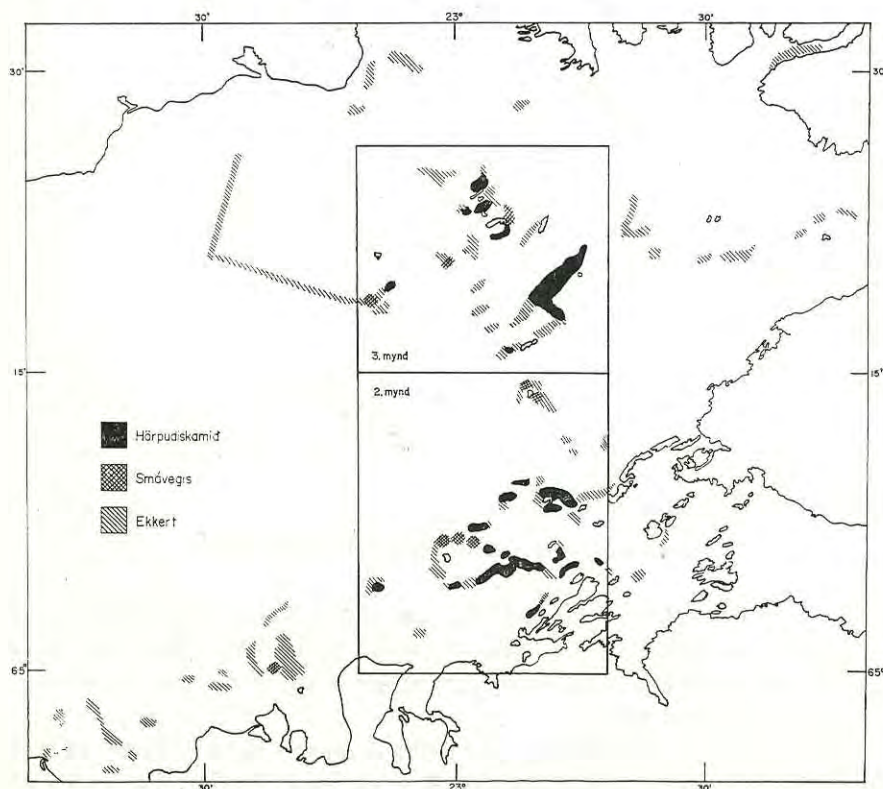 30'
23°
30'
30'
30'
3. mynd
15'
15'
2. mynd
Hörpudiskamið
Smávegis
Ekkert
65°
65°
30'
23°
30'